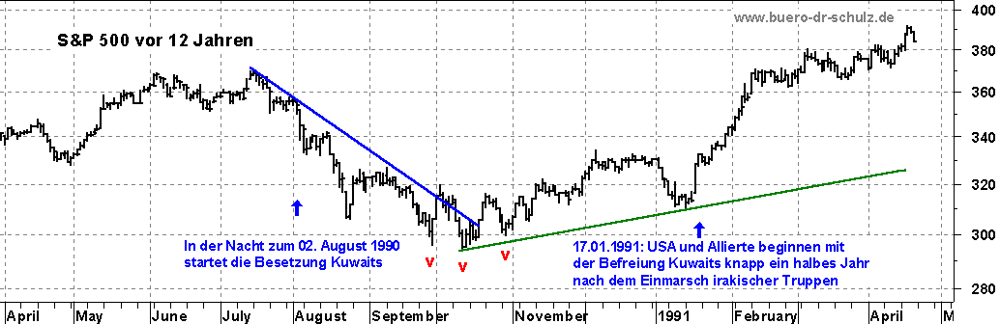 www.buero-dr-schulz.de
S&P 500 vor 12 Jahren
400
380
360
340
320
300
280
In der Nacht zum 02. August 1990
startet die Besetzung Kuwaits
v
v
v
17.01.1991: USA und Allierte beginnen mit
der Befreiung Kuwaits knapp ein halbes Jahr
nach dem Einmarsch irakischer Truppen
April May June July August September November 1991 February April M